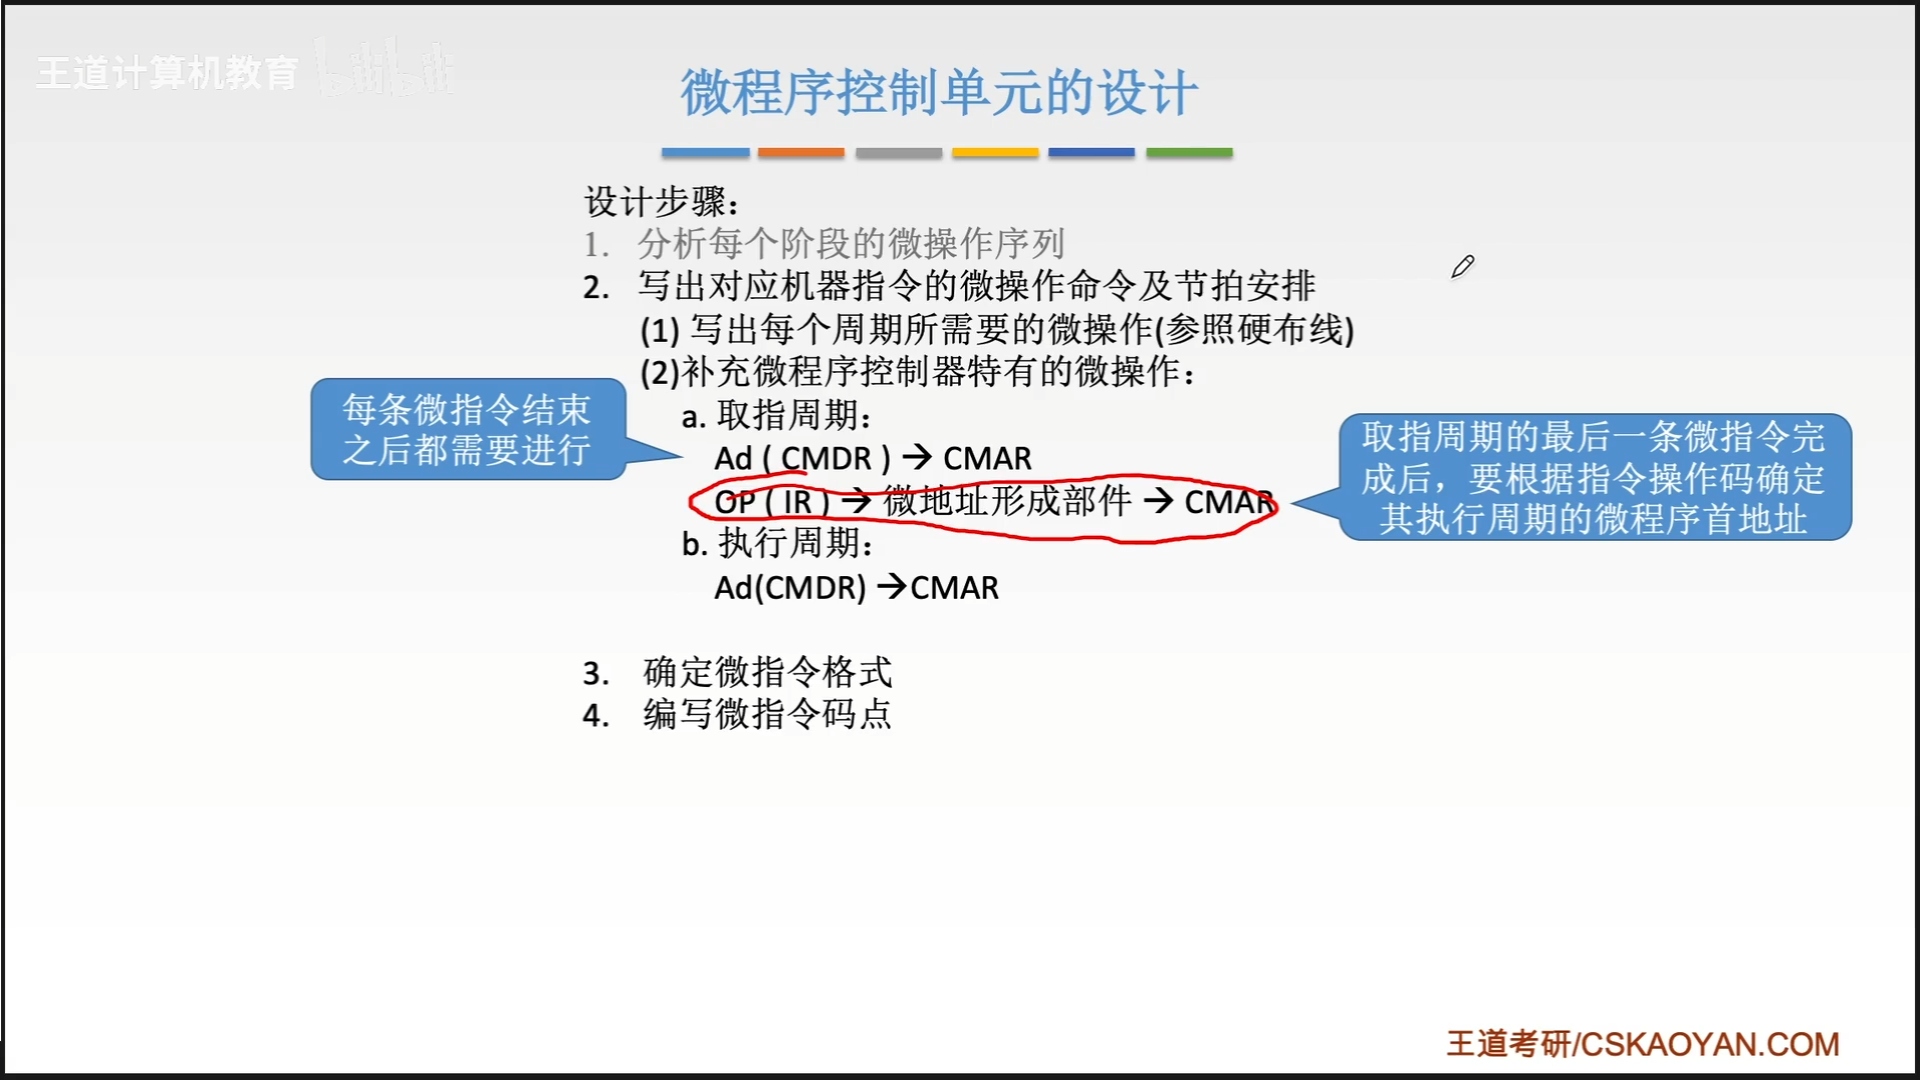 王道计算机教育 bilibili
微程序控制单元的设计
设计步骤：
1. 分析每个阶段的微操作序列
2. 写出对应机器指令的微操作命令及节拍安排
(1) 写出每个周期所需要的微操作(参照硬布线)
(2)补充微程序控制器特有的微操作：
a. 取指周期：
Ad ( CMDR ) → CMAR
OP ( IR ) → 微地址形成部件 → CMAR
b. 执行周期：
Ad(CMDR) →CMAR
3. 确定微指令格式
4. 编写微指令码点
每条微指令结束
之后都需要进行
取指周期的最后一条微指令完
成后，要根据指令操作码确定
其执行周期的微程序首地址
王道考研/CSKAOYAN.COM